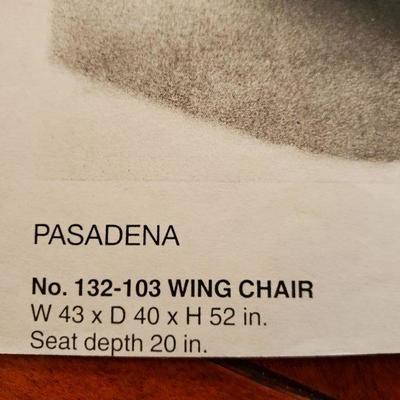 PASADENA
No. 132-103 WING CHAIR
W 43 x D 40 x H 52 in.
Seat depth 20 in.